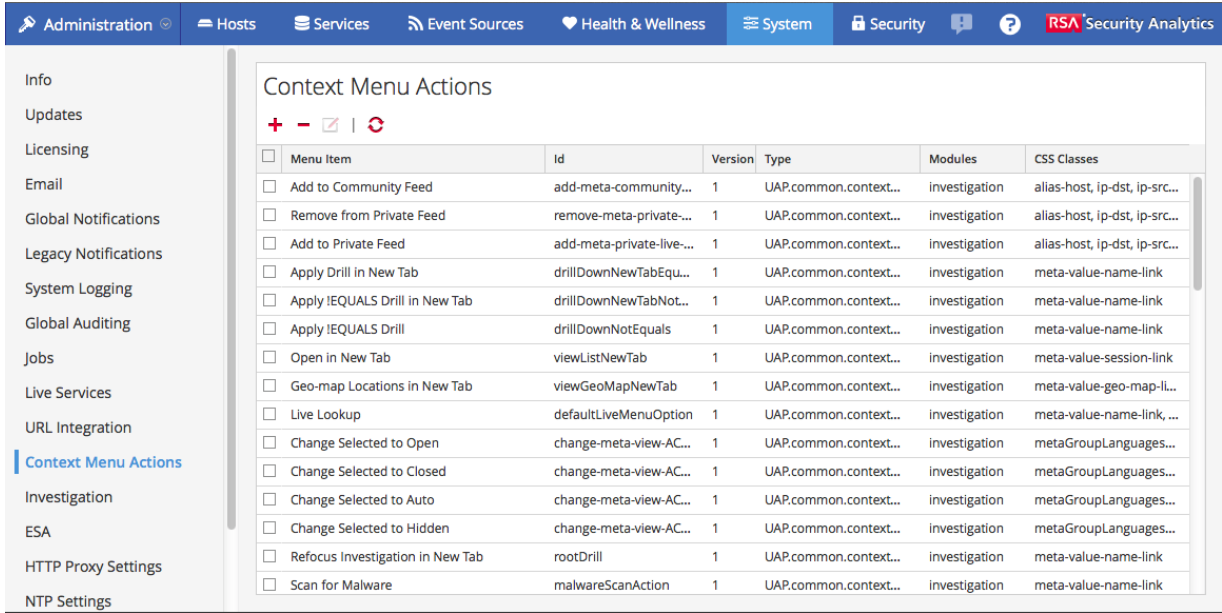 Administration Hosts Services Event Sources Health & Wellness System Security RSA Security Analytics
Info
Updates
Licensing
Email
Global Notifications
Legacy Notifications
System Logging
Global Auditing
Jobs
Live Services
URL Integration
Context Menu Actions
Investigation
ESA
HTTP Proxy Settings
NTP Settings
Context Menu Actions
Menu Item Id Version Type Modules CSS Classes
Add to Community Feed add-meta-community... 1 UAP.common.context... investigation alias-host, ip-dst, ip-src...
Remove from Private Feed remove-meta-private-... 1 UAP.common.context... investigation alias-host, ip-dst, ip-src...
Add to Private Feed add-meta-private-live-... 1 UAP.common.context... investigation alias-host, ip-dst, ip-src...
Apply Drill in New Tab drillDownNewTabEqu... 1 UAP.common.context... investigation meta-value-name-link
Apply !EQUALS Drill in New Tab drillDownNewTabNot... 1 UAP.common.context... investigation meta-value-name-link
Apply !EQUALS Drill drillDownNotEquals 1 UAP.common.context... investigation meta-value-name-link
Open in New Tab viewListNewTab 1 UAP.common.context... investigation meta-value-session-link
Geo-map Locations in New Tab viewGeoMapNewTab 1 UAP.common.context... investigation meta-value-geo-map-li...
Live Lookup defaultLiveMenuOption 1 UAP.common.context... investigation meta-value-name-link, ...
Change Selected to Open change-meta-view-AC... 1 UAP.common.context... investigation metaGroupLanguages...
Change Selected to Closed change-meta-view-AC... 1 UAP.common.context... investigation metaGroupLanguages...
Change Selected to Auto change-meta-view-AC... 1 UAP.common.context... investigation metaGroupLanguages...
Change Selected to Hidden change-meta-view-AC... 1 UAP.common.context... investigation metaGroupLanguages...
Refocus Investigation in New Tab rootDrill 1 UAP.common.context... investigation meta-value-name-link
Scan for Malware malwareScanAction 1 UAP.common.context... investigation meta-value-name-link